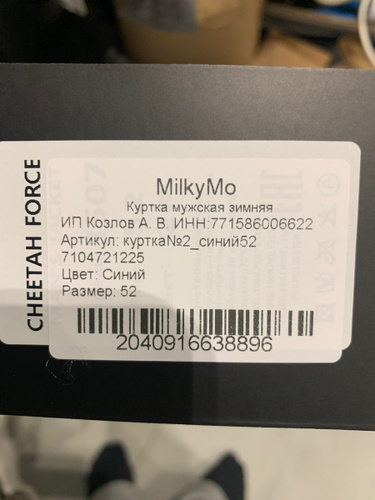 MilkyMo
Куртка мужская зимняя
ИП Козлов А. В. ИНН:771586006622
Артикул: куртка№2_синий52
7104721225
Цвет: Синий
Размер: 52
2040916638896
CHEETAH FORCE